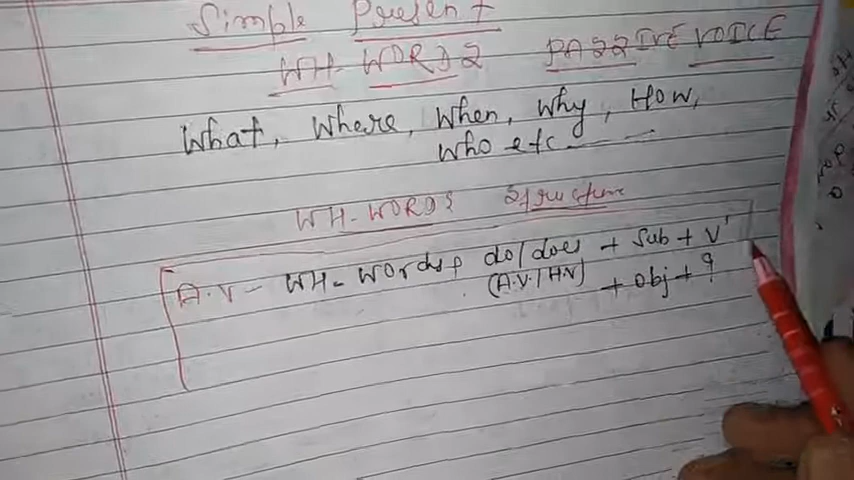 Simple Present
WH-WORDS PASSIVE VOICE
What, Where, When, Why, How,
Who etc
WH-WORDS Structure
A.V - WH-Words + do/does + Sub + V¹
(A.V./H.V) + obj + ?